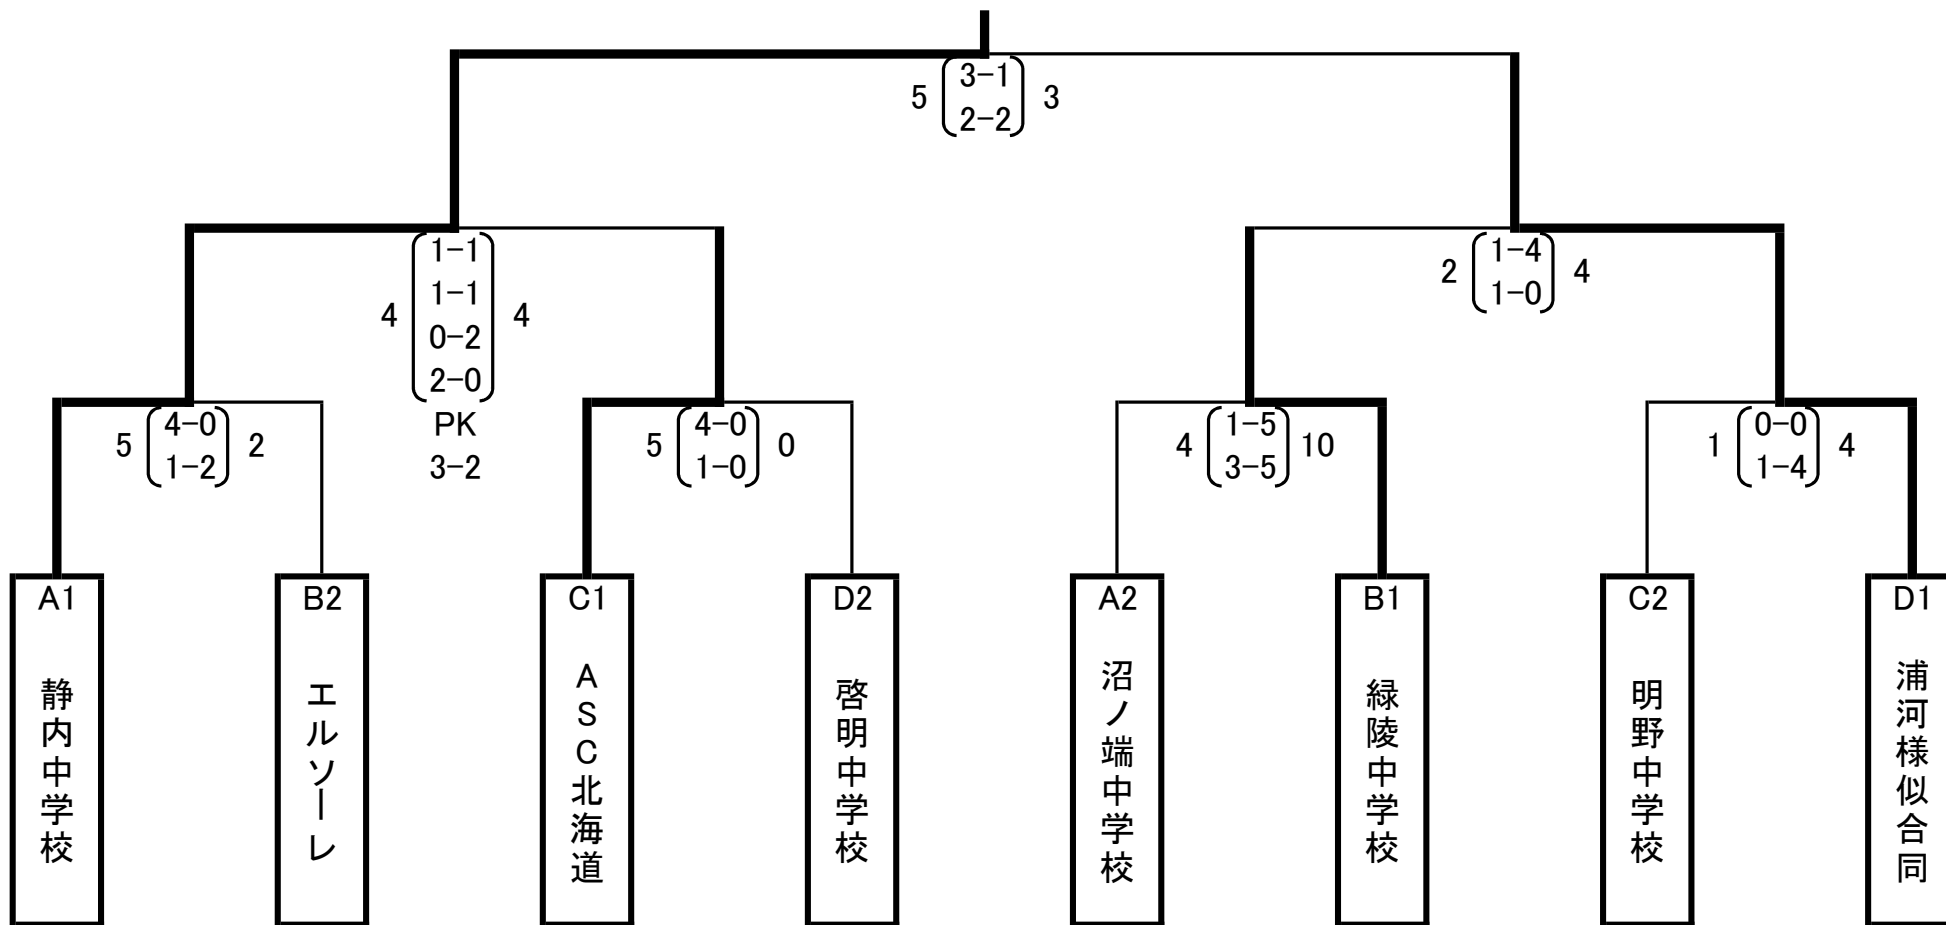 5 3-1 3
2-2
1-1
1-1
4 4
0-2
2-0
PK
3-2
2 1-4 4
1-0
5 4-0 2
1-2
5 4-0 0
1-0
4 1-5 10
3-5
1 0-0 4
1-4
A1
静内中学校
B2
エルソーレ
C1
ASC北海道
D2
啓明中学校
A2
沼ノ端中学校
B1
緑陵中学校
C2
明野中学校
D1
浦河様似合同